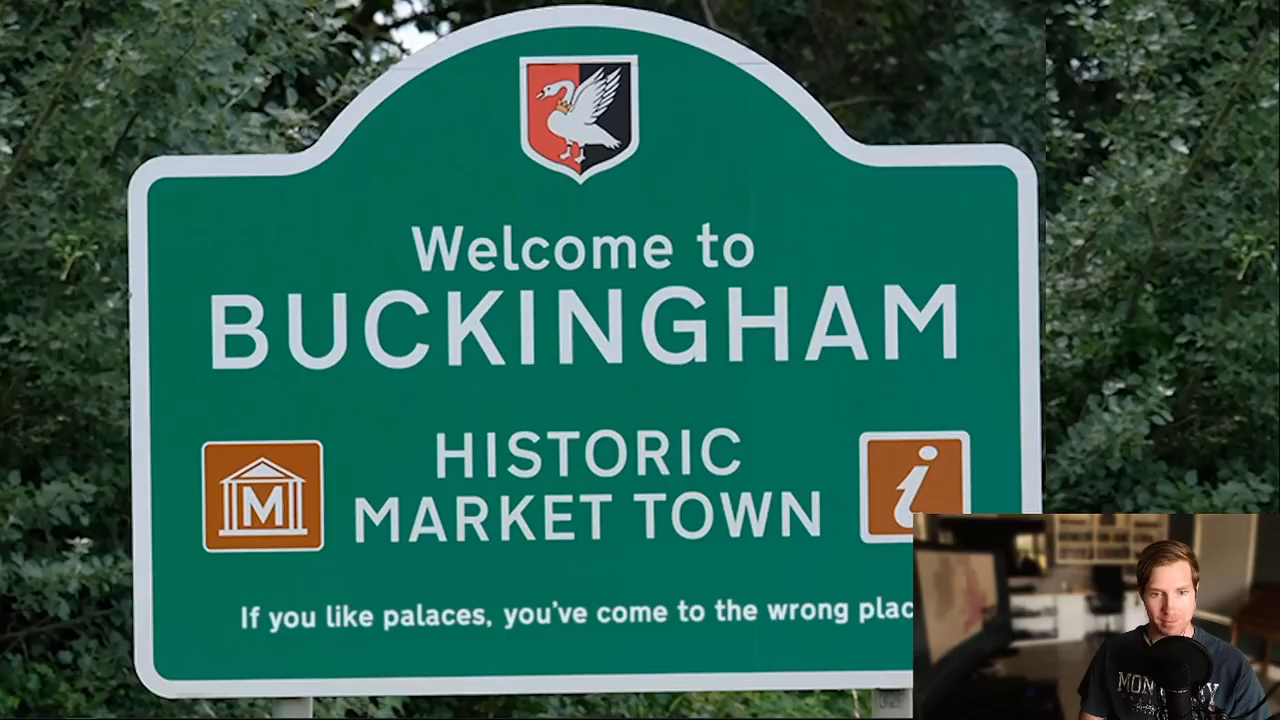 Welcome to
BUCKINGHAM
M
HISTORIC
MARKET TOWN
i
If you like palaces, you've come to the wrong plac